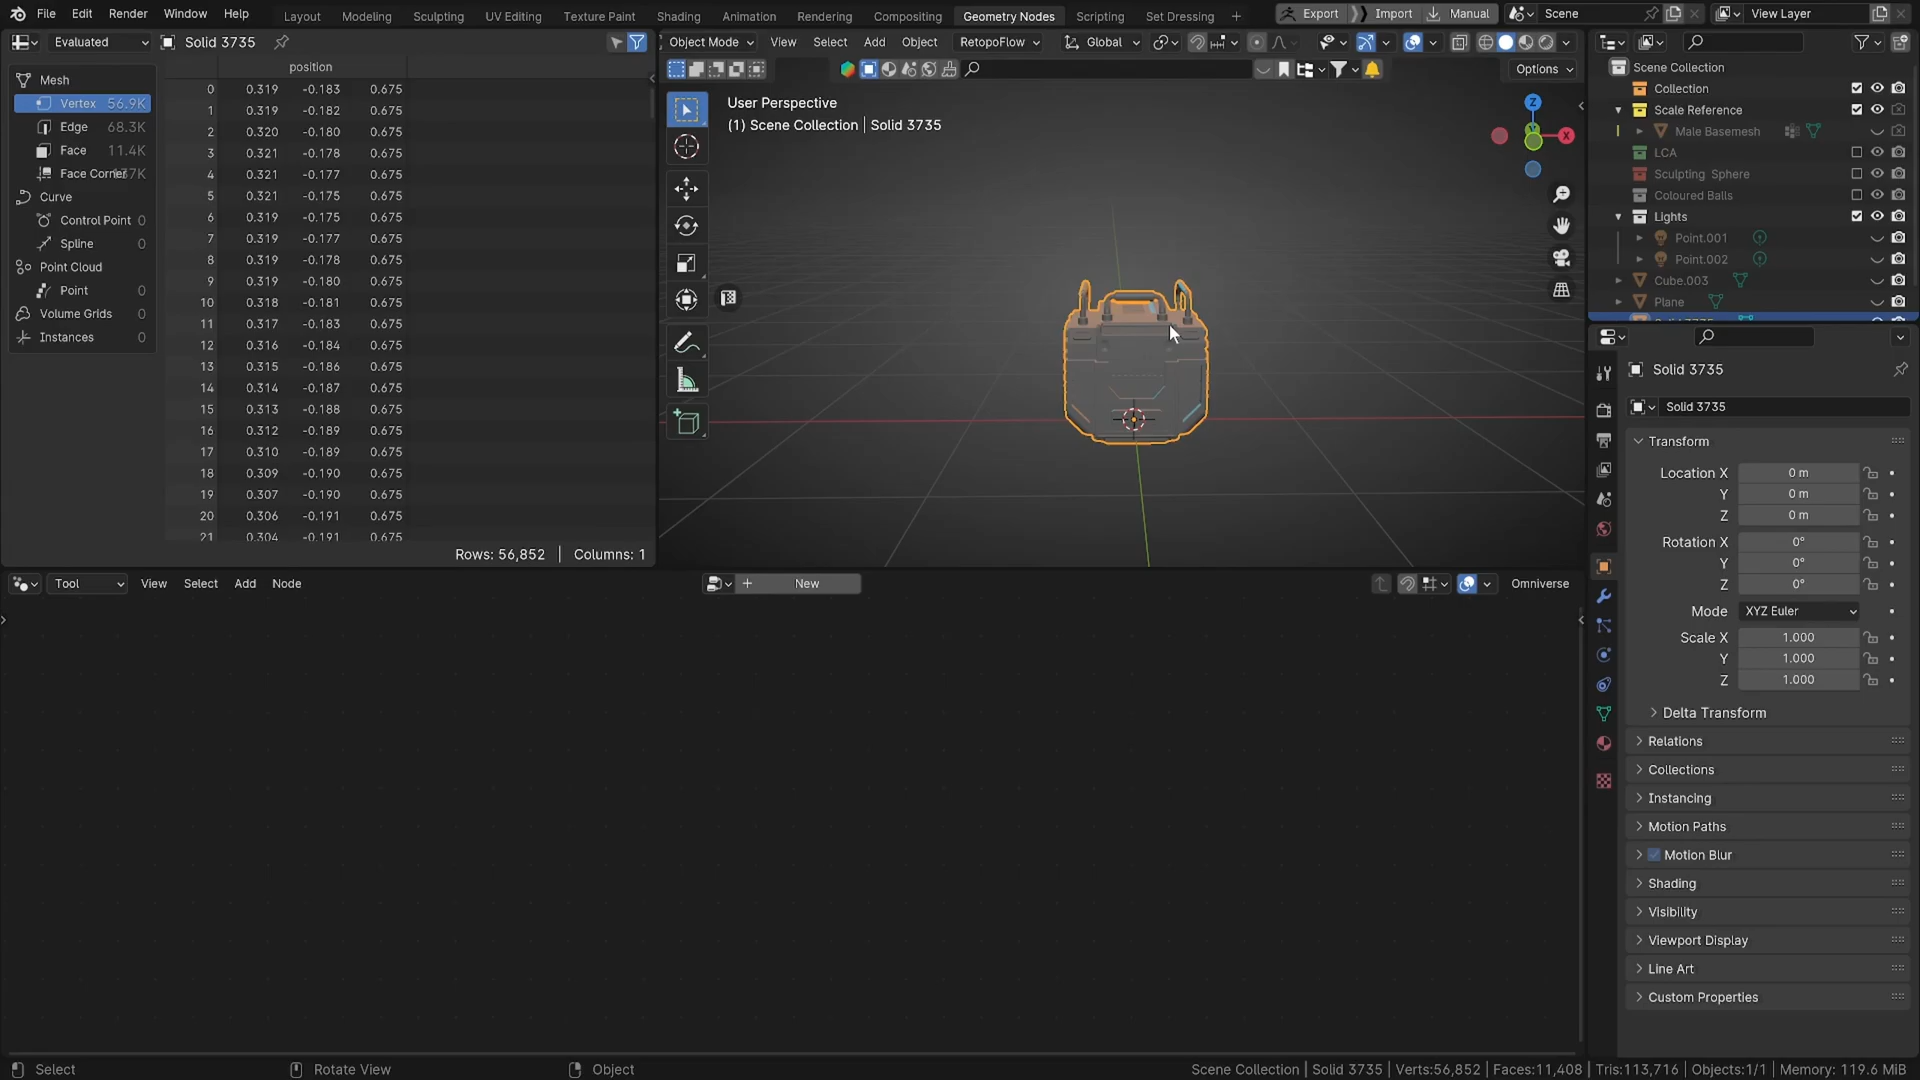 File Edit Render Window Help Layout Modeling Sculpting UV Editing Texture Paint Shading Animation Rendering Compositing Geometry Nodes Scripting Set Dressing + Export Import Manual Scene View Layer
Evaluated Solid 3735
Object Mode View Select Add Object RetopoFlow Global
Options
position
Mesh
Vertex 56.9K
Edge 68.3K
Face 11.4K
Curve
Control Point 0
Spline 0
Point Cloud
Point 0
Volume Grids 0
Instances 0
0 0.319 -0.183 0.675
1 0.319 -0.182 0.675
2 0.320 -0.180 0.675
3 0.321 -0.178 0.675
4 0.321 -0.177 0.675
5 0.321 -0.175 0.675
6 0.319 -0.175 0.675
7 0.319 -0.177 0.675
8 0.319 -0.178 0.675
9 0.319 -0.180 0.675
10 0.318 -0.181 0.675
11 0.317 -0.183 0.675
12 0.316 -0.184 0.675
13 0.315 -0.186 0.675
14 0.314 -0.187 0.675
15 0.313 -0.188 0.675
16 0.312 -0.189 0.675
17 0.310 -0.189 0.675
18 0.309 -0.190 0.675
19 0.307 -0.190 0.675
20 0.306 -0.191 0.675
21 0.304 -0.191 0.675
Rows: 56,852 | Columns: 1
User Perspective
(1) Scene Collection | Solid 3735
Z
X
Y
Scene Collection
Collection
Scale Reference
Male Basemesh
LCA
Sculpting Sphere
Coloured Balls
Lights
Point.001
Point.002
Cube.003
Plane
Solid 3735
Solid 3735
Transform
Location X 0 m
Y 0 m
Z 0 m
Rotation X 0°
Y 0°
Z 0°
Mode XYZ Euler
Scale X 1.000
Y 1.000
Z 1.000
Delta Transform
Relations
Collections
Instancing
Motion Paths
Motion Blur
Shading
Visibility
Viewport Display
Line Art
Custom Properties
Tool View Select Add Node + New Omniverse
Select Rotate View Object Scene Collection | Solid 3735 | Verts:56,852 | Faces:11,408 | Tris:113,716 | Objects:1/1 | Memory: 119.6 MiB